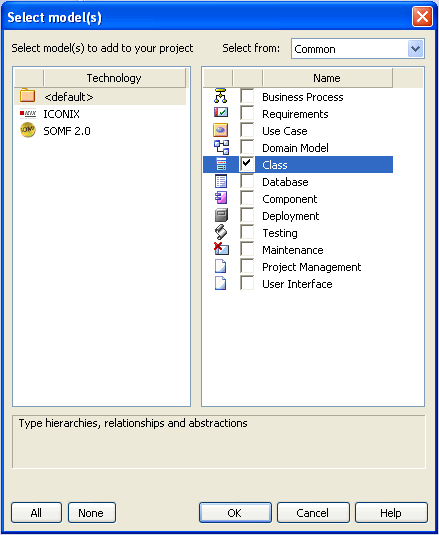 Select model(s)
Select model(s) to add to your project Select from: Common
Technology
<default>
ICONIX
SOMF 2.0
Name
Business Process
Requirements
Use Case
Domain Model
Class
Database
Component
Deployment
Testing
Maintenance
Project Management
User Interface
Type hierarchies, relationships and abstractions
All None OK Cancel Help